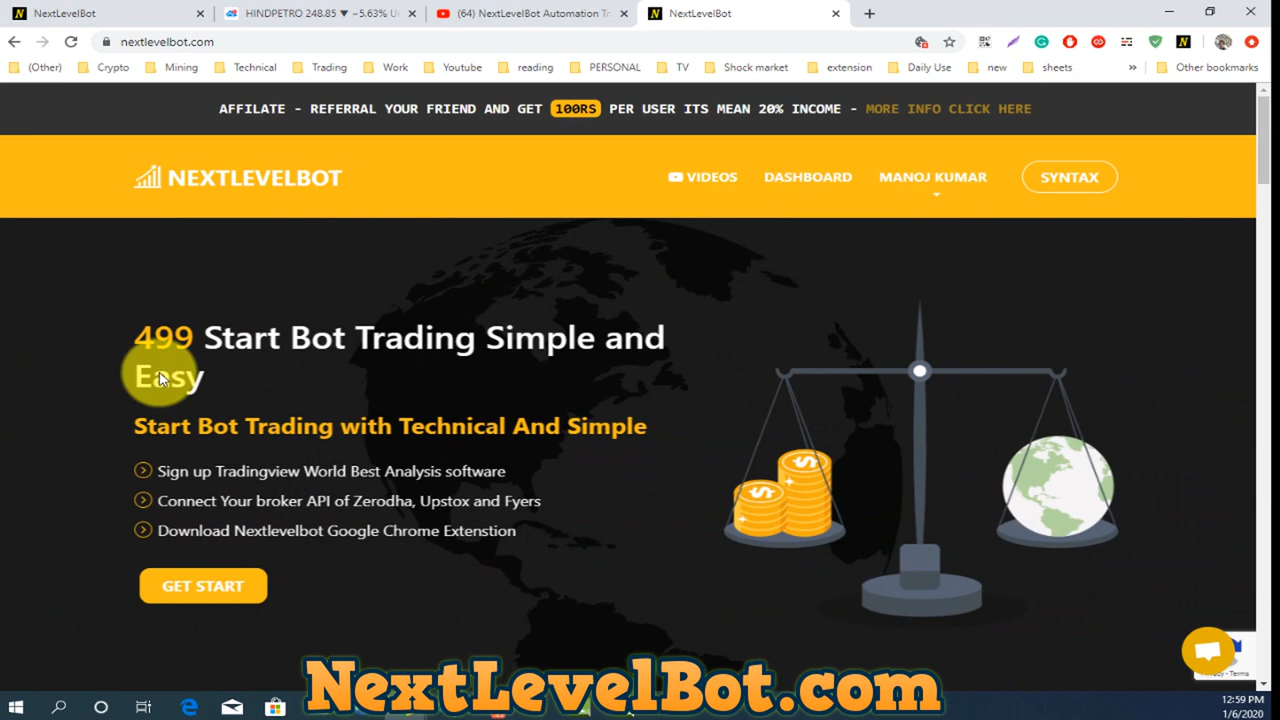 NextLevelBot
HINDPETRO 248.85 ▼ −5.63% U
(64) NextLevelBot Automation Tr
NextLevelBot
nextlevelbot.com
(Other)
Crypto
Mining
Technical
Trading
Work
Youtube
reading
PERSONAL
TV
Shock market
extension
Daily Use
new
sheets
Other bookmarks
AFFILATE - REFERRAL YOUR FRIEND AND GET 100RS PER USER ITS MEAN 20% INCOME - MORE INFO CLICK HERE
NEXTLEVELBOT
VIDEOS
DASHBOARD
MANOJ KUMAR
SYNTAX
499 Start Bot Trading Simple and
Easy
Start Bot Trading with Technical And Simple
Sign up Tradingview World Best Analysis software
Connect Your broker API of Zerodha, Upstox and Fyers
Download Nextlevelbot Google Chrome Extenstion
GET START
Privacy - Terms
NextLevelBot.com
12:59 PM
1/6/2020